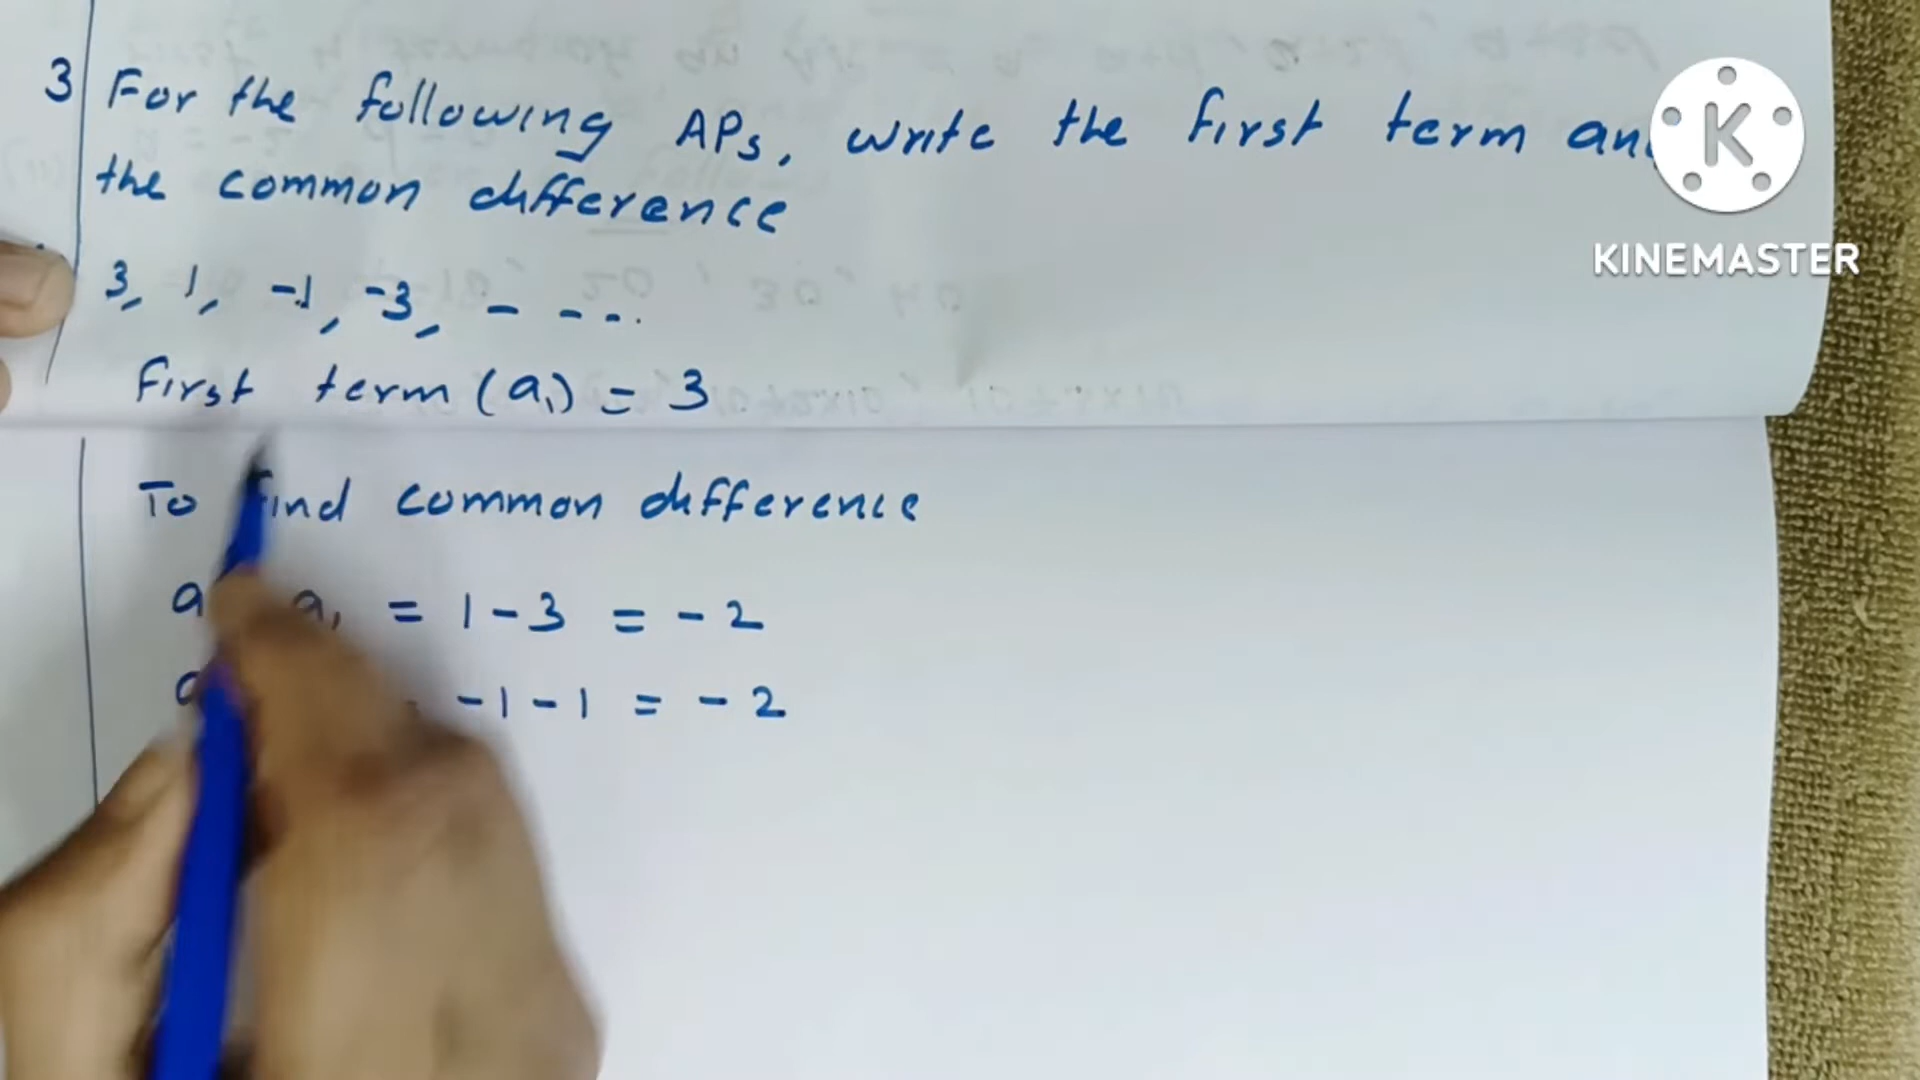 3 For the following APs, write the first term an
the common difference
3, 1, -1, -3, - - - .
First term (a₁) = 3
To find common difference
a a₁ = 1 - 3 = - 2
a - 1 - 1 = - 2
K
KINEMASTER